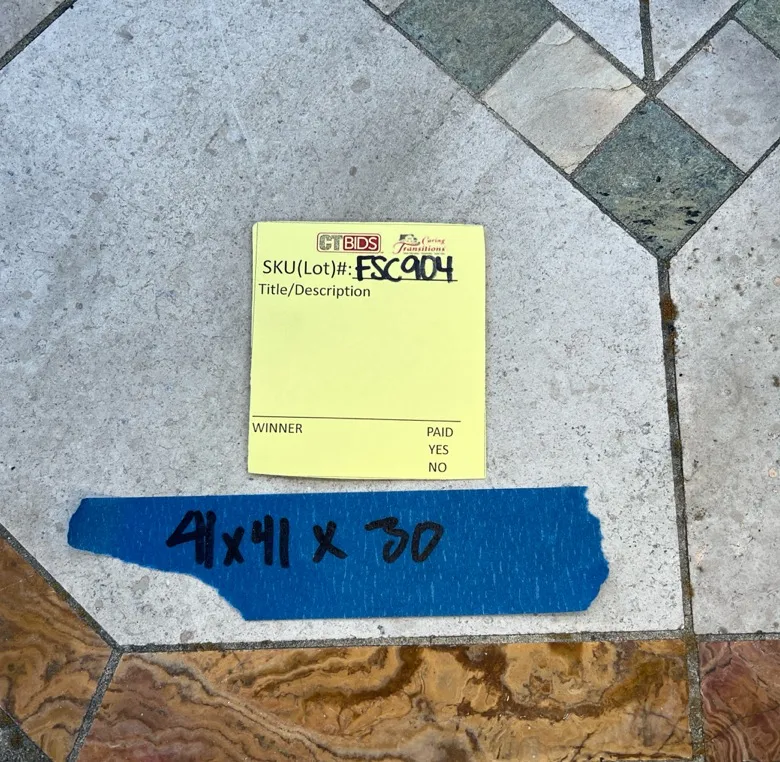 CTBIDS Caring Transitions
SKU(Lot)#: FSC904
Title/Description
WINNER PAID
YES
NO
41x41 x 30